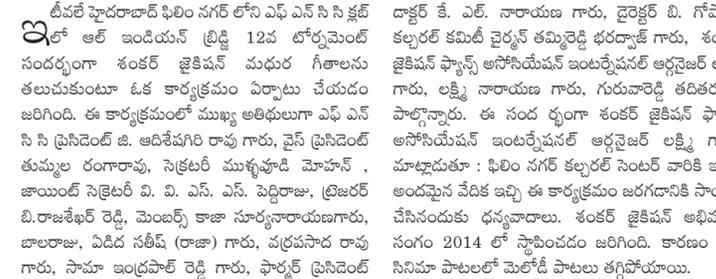 ఇటీవలే హైదరాబాద్ ఫిలిం నగర్ లోని ఎఫ్ ఎన్ సి సి క్లబ్
లో ఆల్ ఇండియన్ బ్రిడ్జి 12వ టోర్నమెంట్
సందర్భంగా శంకర్ జైకిషన్ మధుర గీతాలను
తలుచుకుంటూ ఓక కార్యక్రమం ఏర్పాటు చేయడం
జరిగింది. ఈ కార్యక్రమంలో ముఖ్య అతిథులుగా ఎఫ్ ఎన్
సి సి ప్రెసిడెంట్ జి. ఆదిశేషగిరి రావు గారు, వైస్ ప్రెసిడెంట్
తుమ్మల రంగారావు, సెక్రటరీ ముళ్ళపూడి మోహన్ ,
జాయింట్ సెక్రెటరీ వి. వి. ఎస్. ఎస్. పెద్దిరాజు, ట్రెజరర్
బి.రాజశేఖర్ రెడ్డి, మెంబర్స్ కాజా సూర్యనారాయణగారు,
బాలరాజు, ఏడిద సతీష్ (రాజా) గారు, వర్రప్రసాద రావు
గారు, సామా ఇంద్రపాల్ రెడ్డి గారు, ఫార్మర్ ప్రెసిడెంట్
డాక్టర్ కే. ఎల్. నారాయణ గారు, డైరెక్టర్ బి.
కల్చరల్ కమిటీ చైర్మన్ తమ్మిరెడ్డి భరద్వాజ్ గారు,
జైకిషన్ ఫ్యాన్స్ అసోసియేషన్ ఇంటర్నేషనల్ ఆర్గనైజర్
గారు, లక్ష్మి నారాయణ గారు, గురువారెడ్డి
పాల్గొన్నారు. ఈ సంద ర్భంగా శంకర్ జైకిషన్
అసోసియేషన్ ఇంటర్నేషనల్ ఆర్గనైజర్ లక్ష్మి
మాట్లాడుతూ : ఫిలిం నగర్ కల్చరల్ సెంటర్ వారికి
అందమైన వేదిక ఇచ్చి ఈ కార్యక్రమం జరగడానికి
చేసినందుకు ధన్యవాదాలు. శంకర్ జైకిషన్
సంగం 2014 లో స్థాపించడం జరిగింది. కారణం
సినిమా పాటలలో మెలోడీ పాటలు తగ్గిపోయాయి.